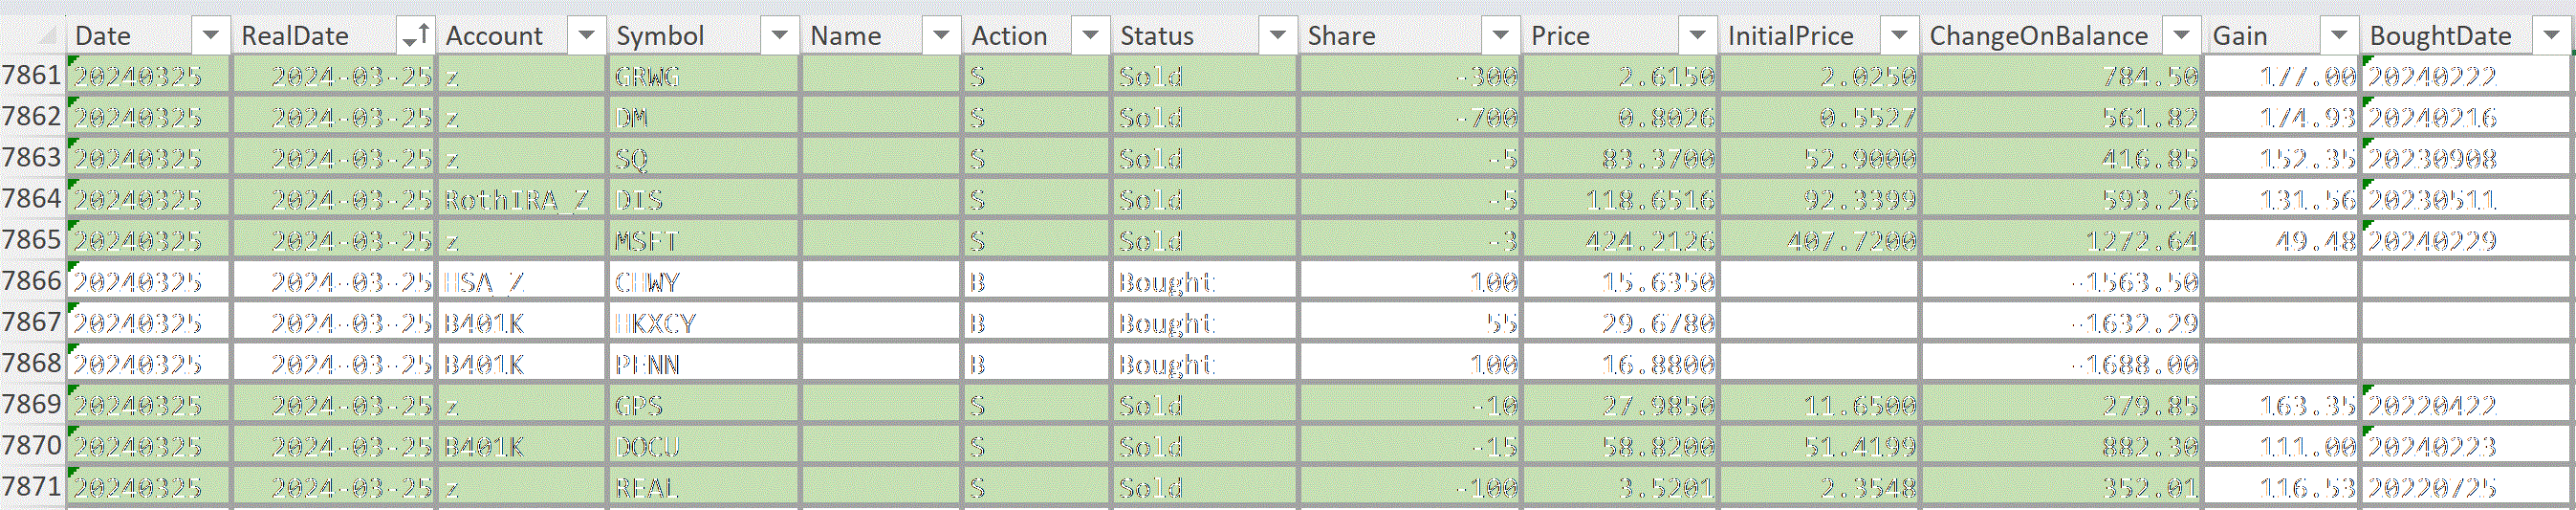 Date RealDate Account Symbol Name Action Status Share Price InitialPrice ChangeOnBalance Gain BoughtDate
7861 20240325 2024-03-25 z GRWG S Sold -300 2.6150 2.0250 784.50 177.00 20240222
7862 20240325 2024-03-25 z DM S Sold -700 0.8026 0.5527 561.82 174.93 20240216
7863 20240325 2024-03-25 z SQ S Sold -5 83.3700 52.9000 416.85 152.35 20230908
7864 20240325 2024-03-25 RothIRA_Z DIS S Sold -5 118.6516 92.3399 593.26 131.56 20230511
7865 20240325 2024-03-25 z MSFT S Sold -3 424.2126 407.7200 1272.64 49.48 20240229
7866 20240325 2024-03-25 HSA_Z CHWY B Bought 100 15.6350 -1563.50
7867 20240325 2024-03-25 B401K HKXCY B Bought 55 29.6780 -1632.29
7868 20240325 2024-03-25 B401K PENN B Bought 100 16.8800 -1688.00
7869 20240325 2024-03-25 z GPS S Sold -10 27.9850 11.6500 279.85 163.35 20220422
7870 20240325 2024-03-25 B401K DOCU S Sold -15 58.8200 51.4199 882.30 111.00 20240223
7871 20240325 2024-03-25 z REAL S Sold -100 3.5201 2.3548 352.01 116.53 20220725